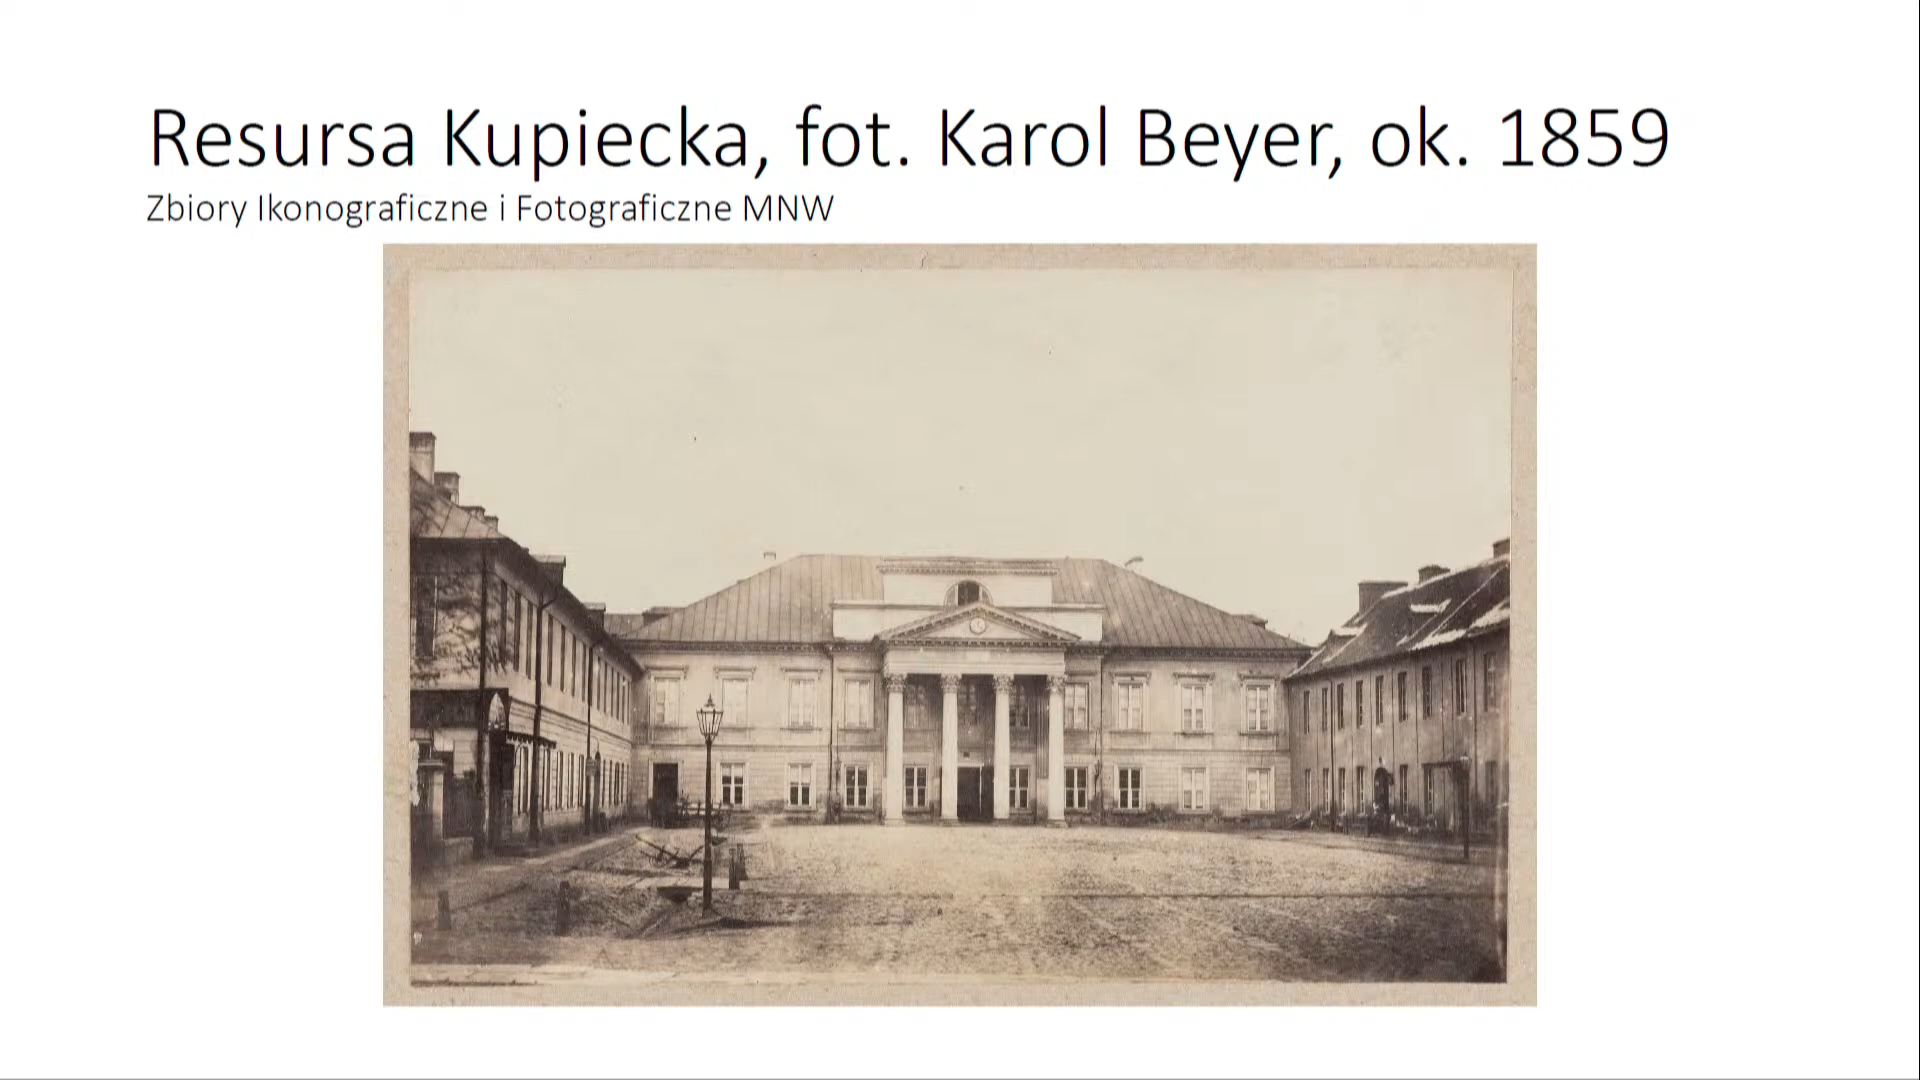 Resursa Kupiecka, fot. Karol Beyer, ok. 1859
Zbiory Ikonograficzne i Fotograficzne MNW